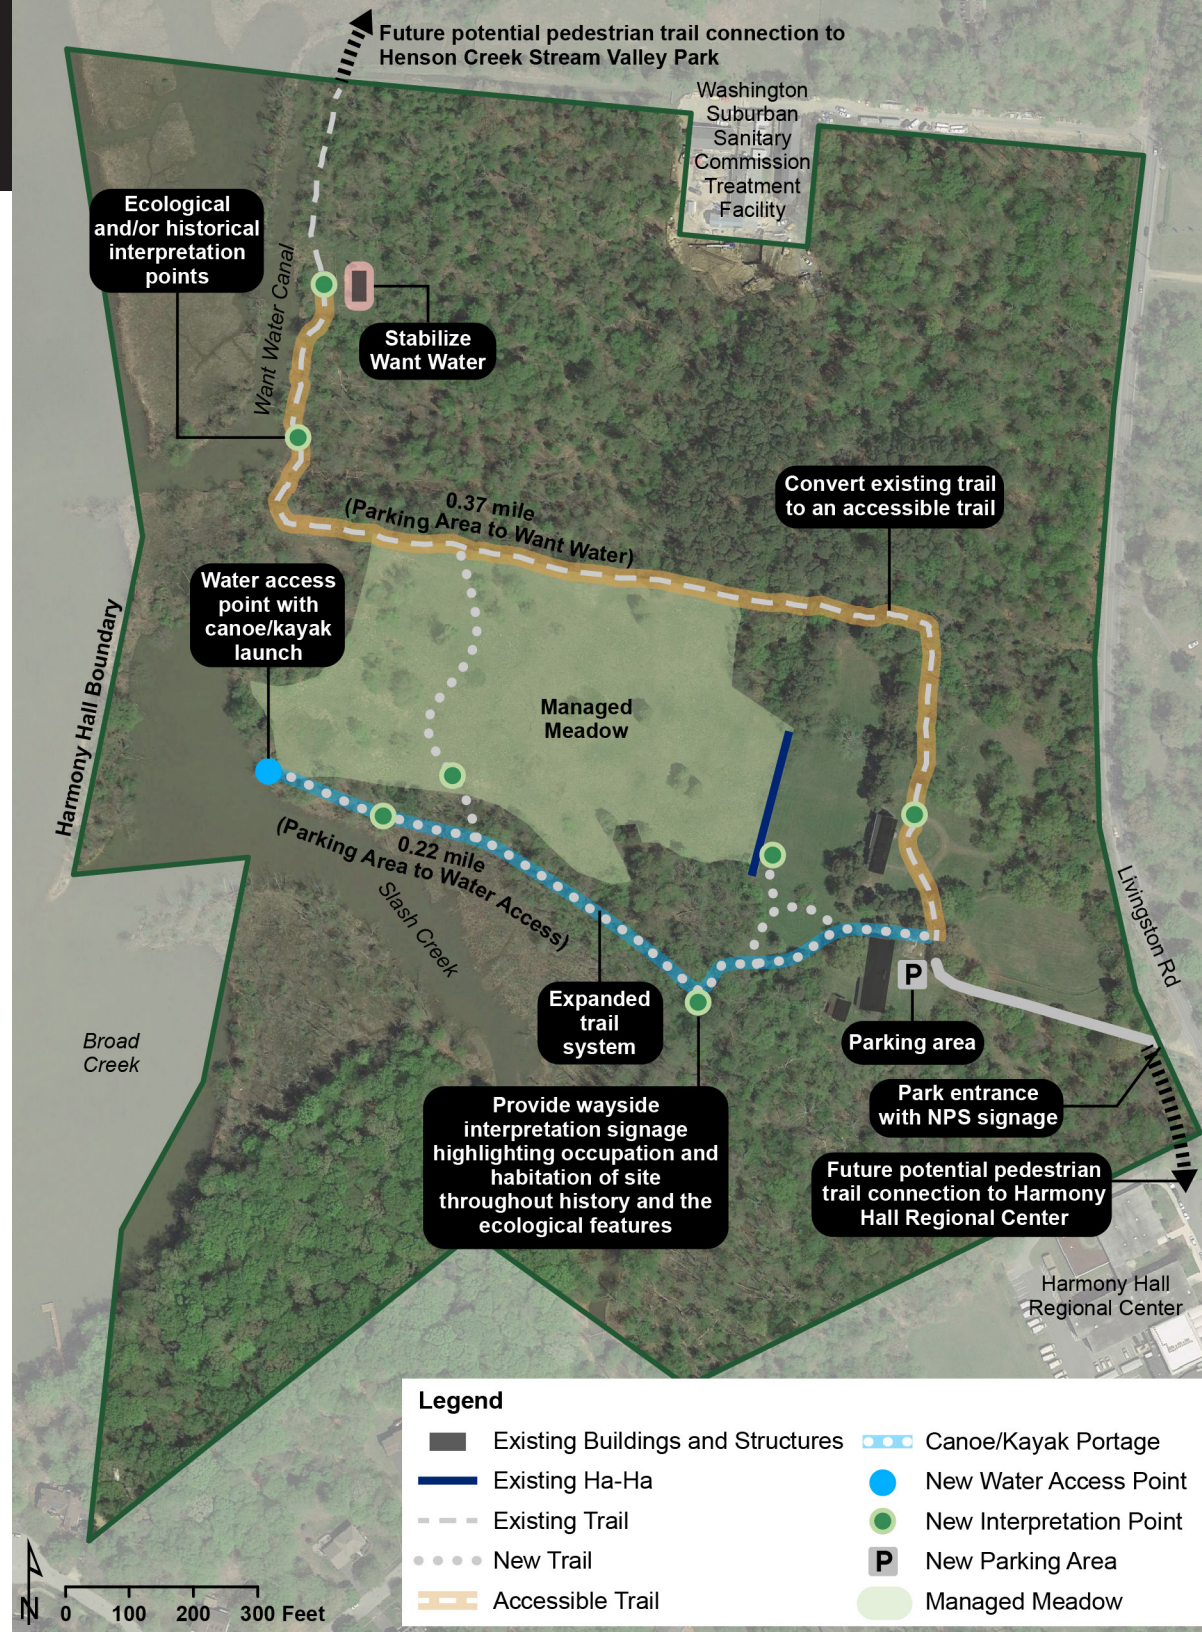 Future potential pedestrian trail connection to
Henson Creek Stream Valley Park
Washington
Suburban
Sanitary
Commission
Treatment
Facility
Ecological
and/or historical
interpretation
points
Want Water Canal
Stabilize
Want Water
Convert existing trail
to an accessible trail
0.37 mile
(Parking Area to Want Water)
Water access
point with
canoe/kayak
launch
Harmony Hall Boundary
Managed
Meadow
0.22 mile
(Parking Area to Water Access)
Slash Creek
Livingston Rd
Broad
Creek
Expanded
trail
system
P
Parking area
Park entrance
with NPS signage
Provide wayside
interpretation signage
highlighting occupation and
habitation of site
throughout history and the
ecological features
Future potential pedestrian
trail connection to Harmony
Hall Regional Center
Harmony Hall
Regional Center
Legend
Existing Buildings and Structures
Existing Ha-Ha
Existing Trail
New Trail
Accessible Trail
Canoe/Kayak Portage
New Water Access Point
New Interpretation Point
P New Parking Area
Managed Meadow
N
0 100 200 300 Feet